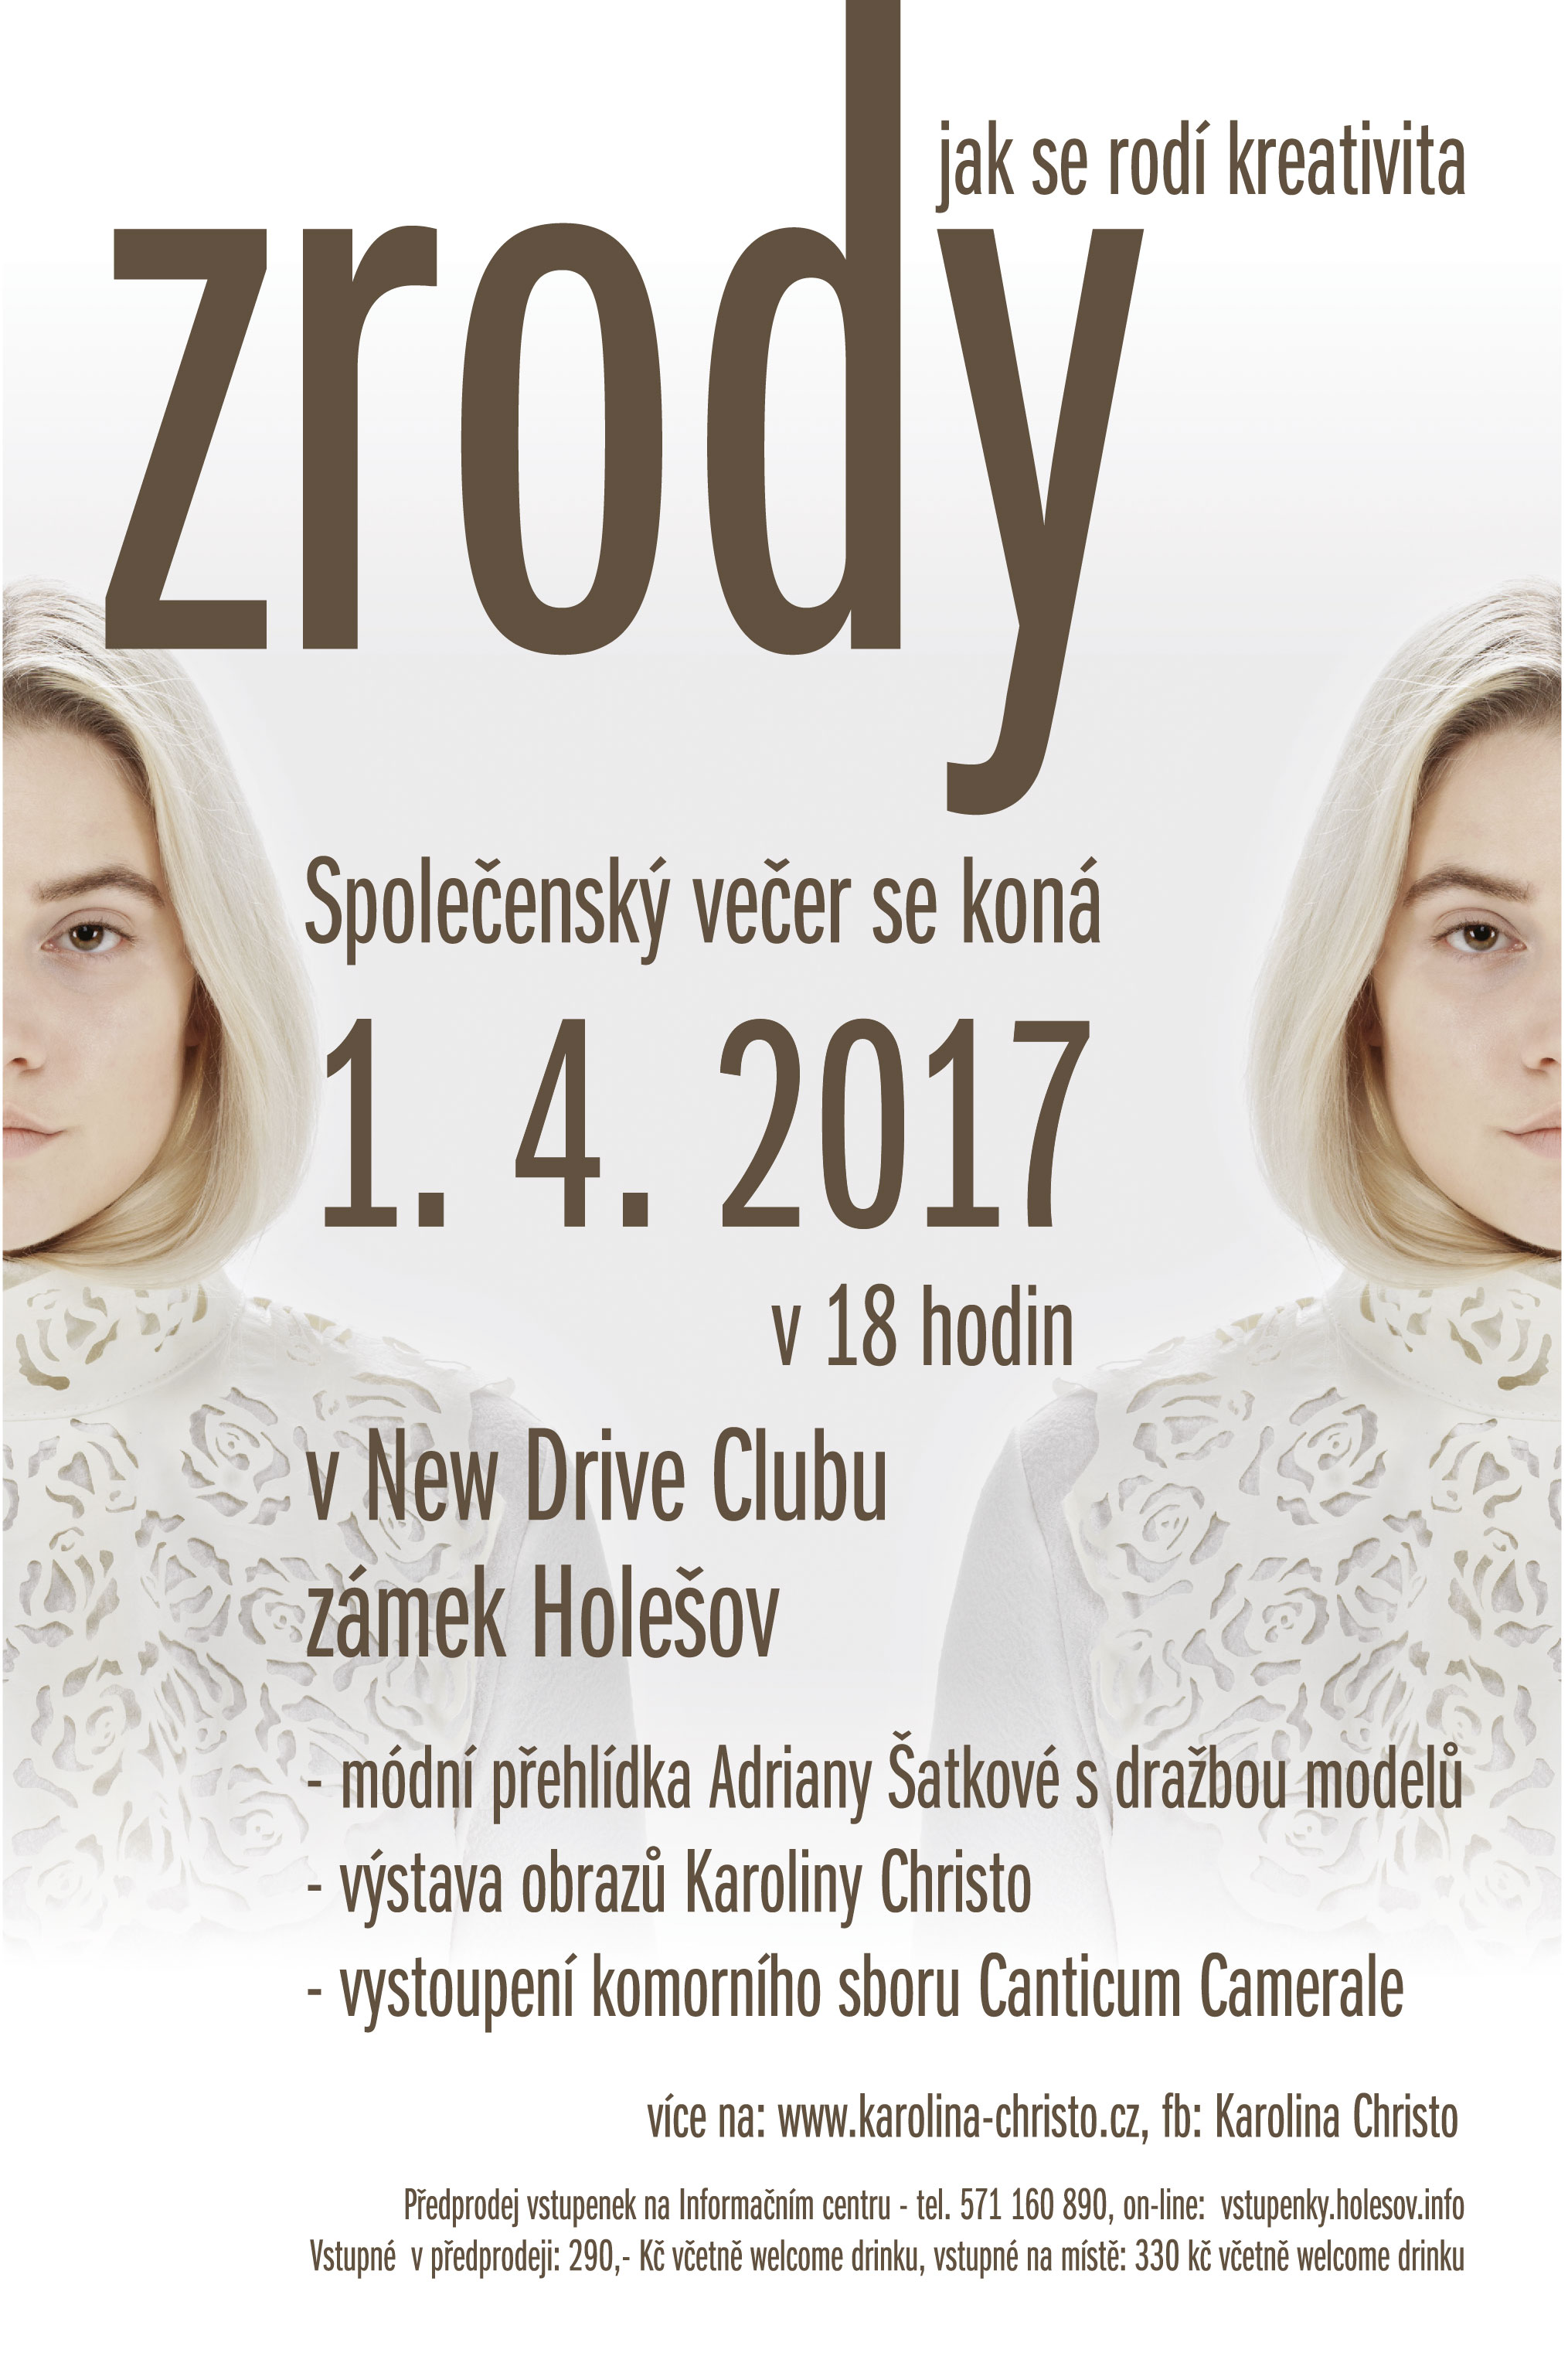 jak se rodí kreativita
zrody
Společenský večer se koná
1. 4. 2017
v 18 hodin
v New Drive Clubu
zámek Holešov
- módní přehlídka Adriany Šatkové s dražbou modelů
- výstava obrazů Karoliny Christo
- vystoupení komorního sboru Canticum Camerale
více na: www.karolina-christo.cz, fb: Karolina Christo
Předprodej vstupenek na Informačním centru - tel. 571 160 890, on-line: vstupenky.holesov.info
Vstupné v předprodeji: 290,- Kč včetně welcome drinku, vstupné na místě: 330 kč včetně welcome drinku